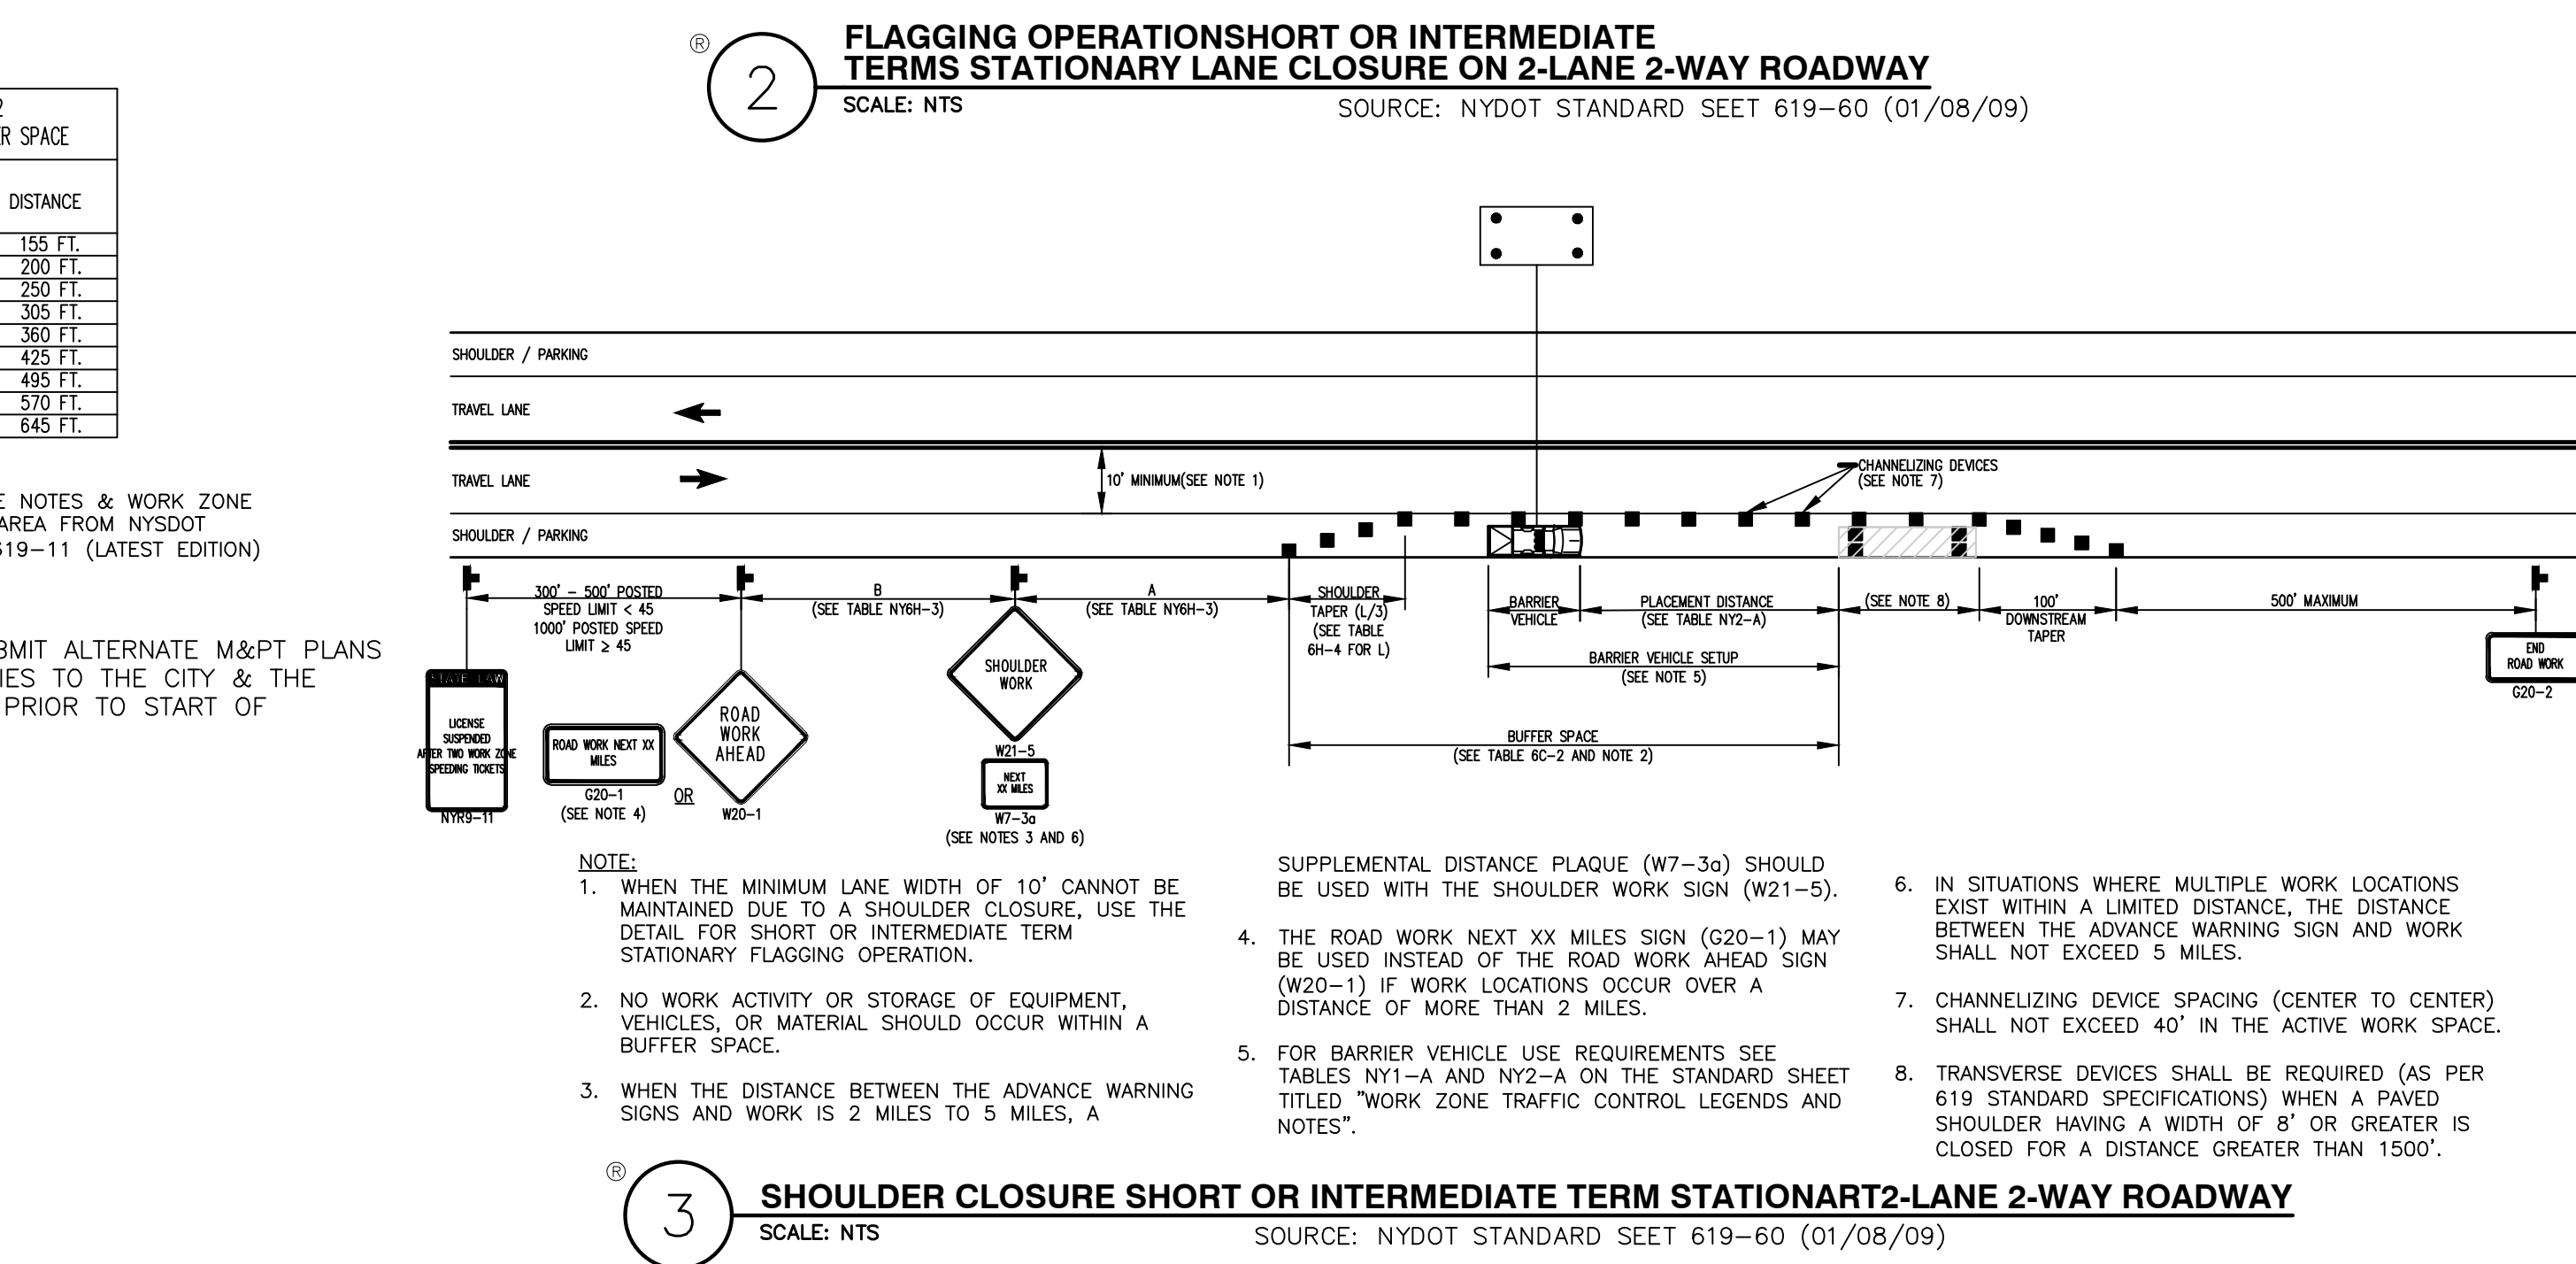 ® 2 FLAGGING OPERATIONSHORT OR INTERMEDIATE
TERMS STATIONARY LANE CLOSURE ON 2-LANE 2-WAY ROADWAY
SCALE: NTS SOURCE: NYDOT STANDARD SEET 619-60 (01/08/09)
2
R SPACE
DISTANCE
155 FT.
200 FT.
250 FT.
305 FT.
360 FT.
425 FT.
495 FT.
570 FT.
645 FT.
E NOTES & WORK ZONE
AREA FROM NYSDOT
619-11 (LATEST EDITION)
BMIT ALTERNATE M&PT PLANS
IES TO THE CITY & THE
PRIOR TO START OF
SHOULDER / PARKING
TRAVEL LANE
TRAVEL LANE
10' MINIMUM(SEE NOTE 1)
CHANNELIZING DEVICES
(SEE NOTE 7)
SHOULDER / PARKING
300' - 500' POSTED
SPEED LIMIT < 45
1000' POSTED SPEED
LIMIT ≥ 45
B
(SEE TABLE NY6H-3)
A
(SEE TABLE NY6H-3)
SHOULDER
TAPER (L/3)
(SEE TABLE
6H-4 FOR L)
BARRIER
VEHICLE
PLACEMENT DISTANCE
(SEE TABLE NY2-A)
(SEE NOTE 8)
100'
DOWNSTREAM
TAPER
500' MAXIMUM
BARRIER VEHICLE SETUP
(SEE NOTE 5)
BUFFER SPACE
(SEE TABLE 6C-2 AND NOTE 2)
END
ROAD WORK
G20-2
STATE LAW
LICENSE
SUSPENDED
AFTER TWO WORK ZONE
SPEEDING TICKETS
NYR9-11
ROAD WORK NEXT XX
MILES
G20-1
(SEE NOTE 4)
OR
ROAD
WORK
AHEAD
W20-1
SHOULDER
WORK
W21-5
NEXT
XX MILES
W7-3a
(SEE NOTES 3 AND 6)
NOTE:
1. WHEN THE MINIMUM LANE WIDTH OF 10' CANNOT BE
MAINTAINED DUE TO A SHOULDER CLOSURE, USE THE
DETAIL FOR SHORT OR INTERMEDIATE TERM
STATIONARY FLAGGING OPERATION.
2. NO WORK ACTIVITY OR STORAGE OF EQUIPMENT,
VEHICLES, OR MATERIAL SHOULD OCCUR WITHIN A
BUFFER SPACE.
3. WHEN THE DISTANCE BETWEEN THE ADVANCE WARNING
SIGNS AND WORK IS 2 MILES TO 5 MILES, A
SUPPLEMENTAL DISTANCE PLAQUE (W7-3a) SHOULD
BE USED WITH THE SHOULDER WORK SIGN (W21-5).
4. THE ROAD WORK NEXT XX MILES SIGN (G20-1) MAY
BE USED INSTEAD OF THE ROAD WORK AHEAD SIGN
(W20-1) IF WORK LOCATIONS OCCUR OVER A
DISTANCE OF MORE THAN 2 MILES.
5. FOR BARRIER VEHICLE USE REQUIREMENTS SEE
TABLES NY1-A AND NY2-A ON THE STANDARD SHEET
TITLED "WORK ZONE TRAFFIC CONTROL LEGENDS AND
NOTES".
6. IN SITUATIONS WHERE MULTIPLE WORK LOCATIONS
EXIST WITHIN A LIMITED DISTANCE, THE DISTANCE
BETWEEN THE ADVANCE WARNING SIGN AND WORK
SHALL NOT EXCEED 5 MILES.
7. CHANNELIZING DEVICE SPACING (CENTER TO CENTER)
SHALL NOT EXCEED 40' IN THE ACTIVE WORK SPACE.
8. TRANSVERSE DEVICES SHALL BE REQUIRED (AS PER
619 STANDARD SPECIFICATIONS) WHEN A PAVED
SHOULDER HAVING A WIDTH OF 8' OR GREATER IS
CLOSED FOR A DISTANCE GREATER THAN 1500'.
® 3 SHOULDER CLOSURE SHORT OR INTERMEDIATE TERM STATIONART2-LANE 2-WAY ROADWAY
SCALE: NTS SOURCE: NYDOT STANDARD SEET 619-60 (01/08/09)